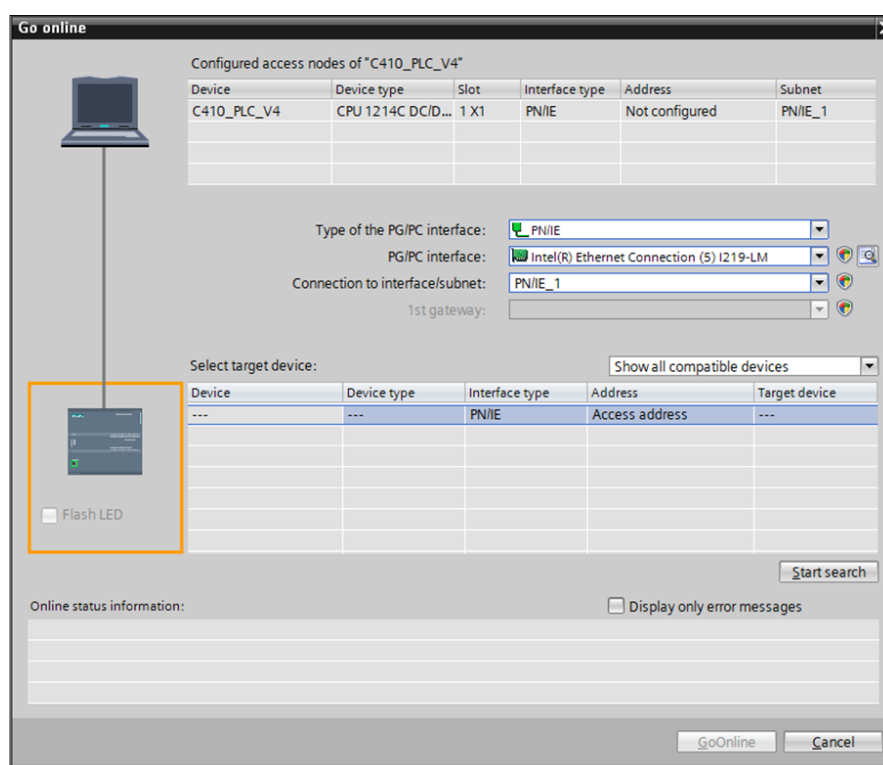 Go online
Configured access nodes of "C410_PLC_V4"
Device Device type Slot Interface type Address Subnet
C410_PLC_V4 CPU 1214C DC/D... 1 X1 PN/IE Not configured PN/IE_1
Type of the PG/PC interface: PN/IE
PG/PC interface: Intel(R) Ethernet Connection (5) I219-LM
Connection to interface/subnet: PN/IE_1
1st gateway:
Select target device: Show all compatible devices
Device Device type Interface type Address Target device
--- --- PN/IE Access address ---
Flash LED
Start search
Online status information: Display only error messages
GoOnline Cancel